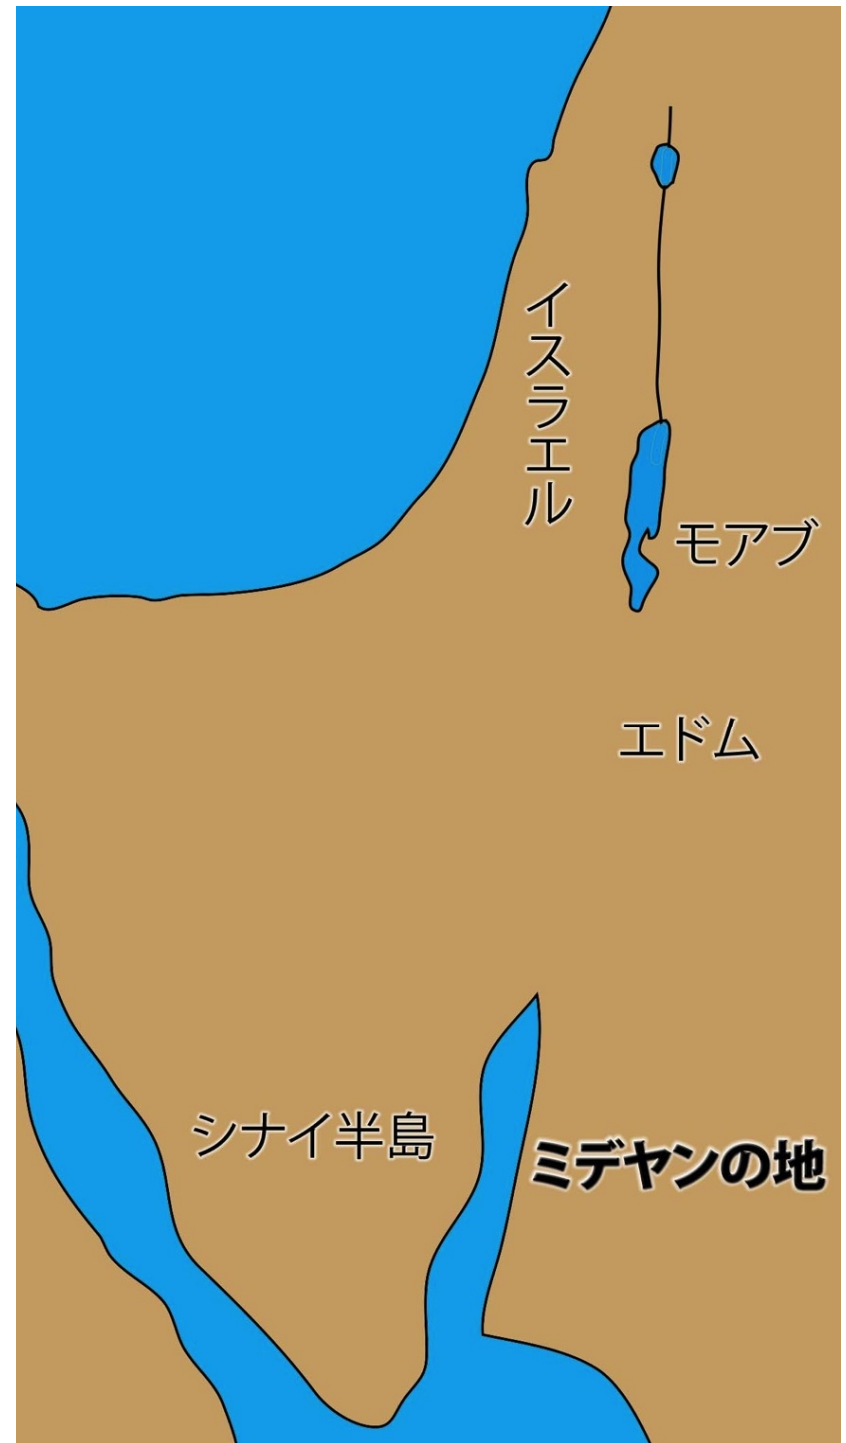 イスラエル
モアブ
エドム
シナイ半島
ミデヤンの地